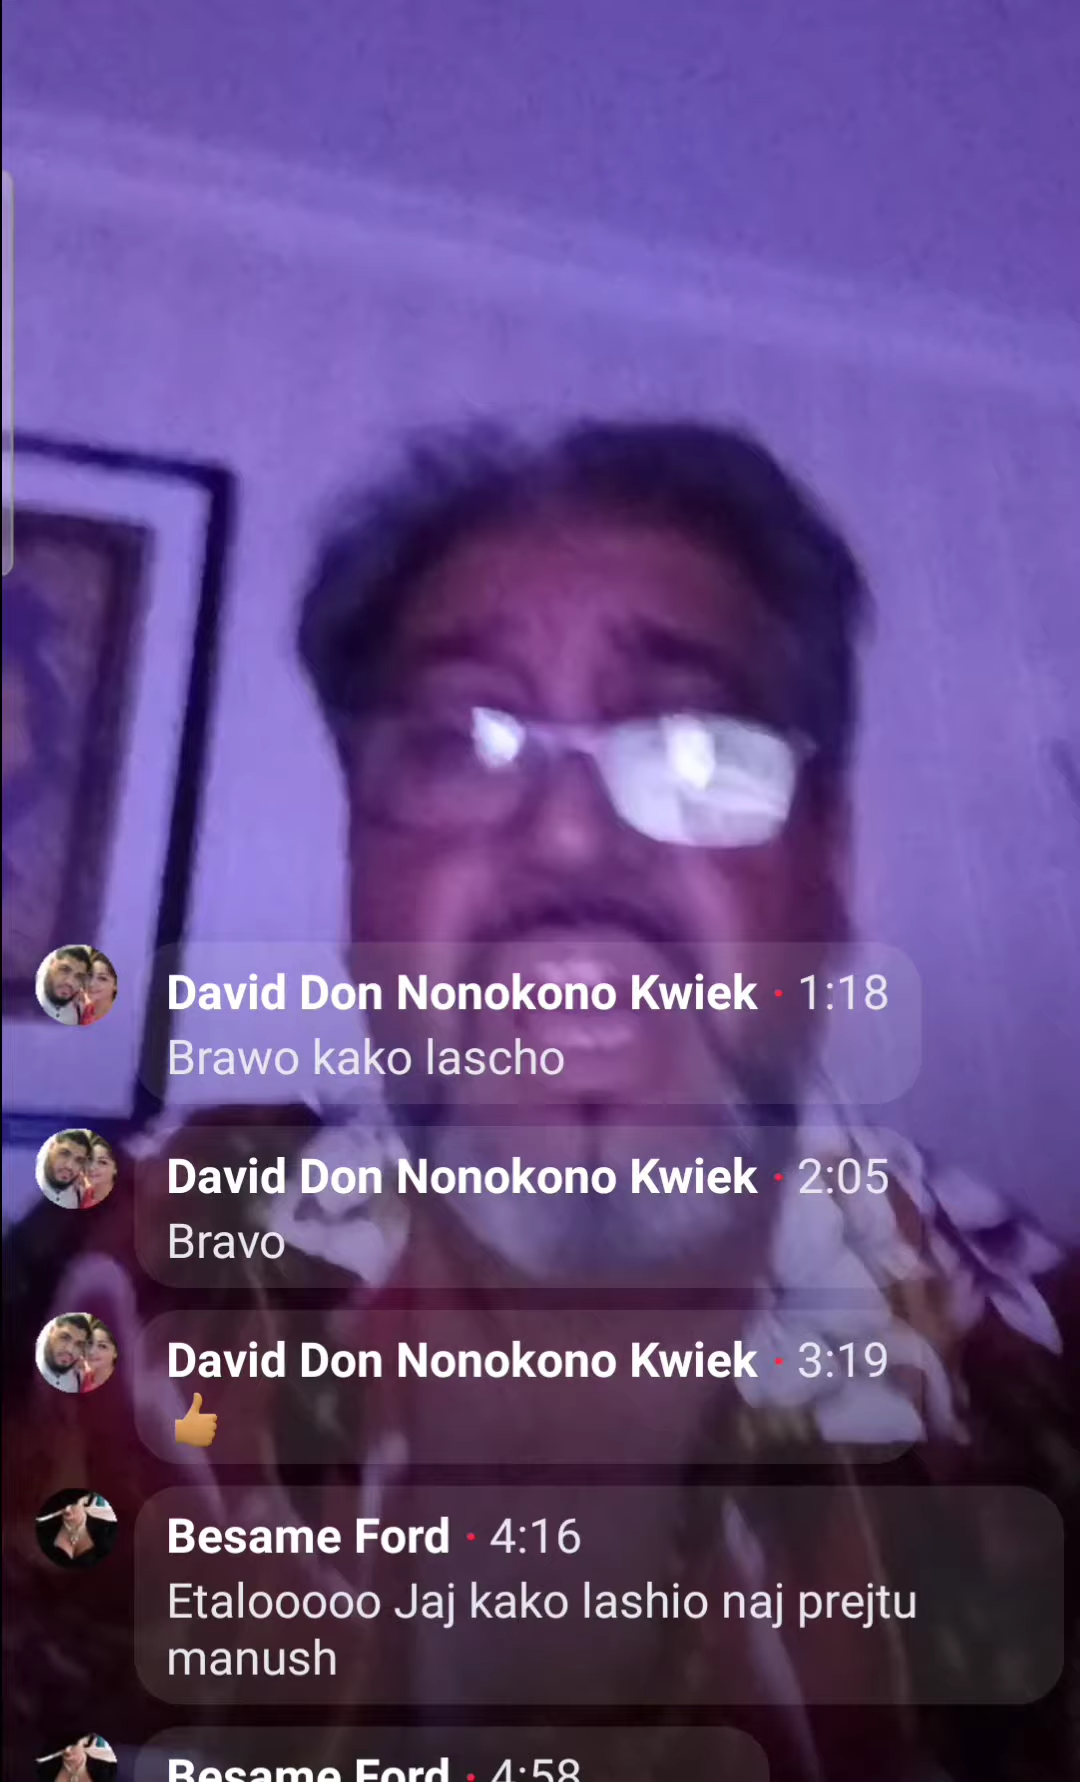 David Don Nonokono Kwiek · 1:18
Brawo kako lascho
David Don Nonokono Kwiek · 2:05
Bravo
David Don Nonokono Kwiek · 3:19
👍
Besame Ford · 4:16
Etalooooo Jaj kako lashio naj prejtu
manush
Besame Ford · 4:58